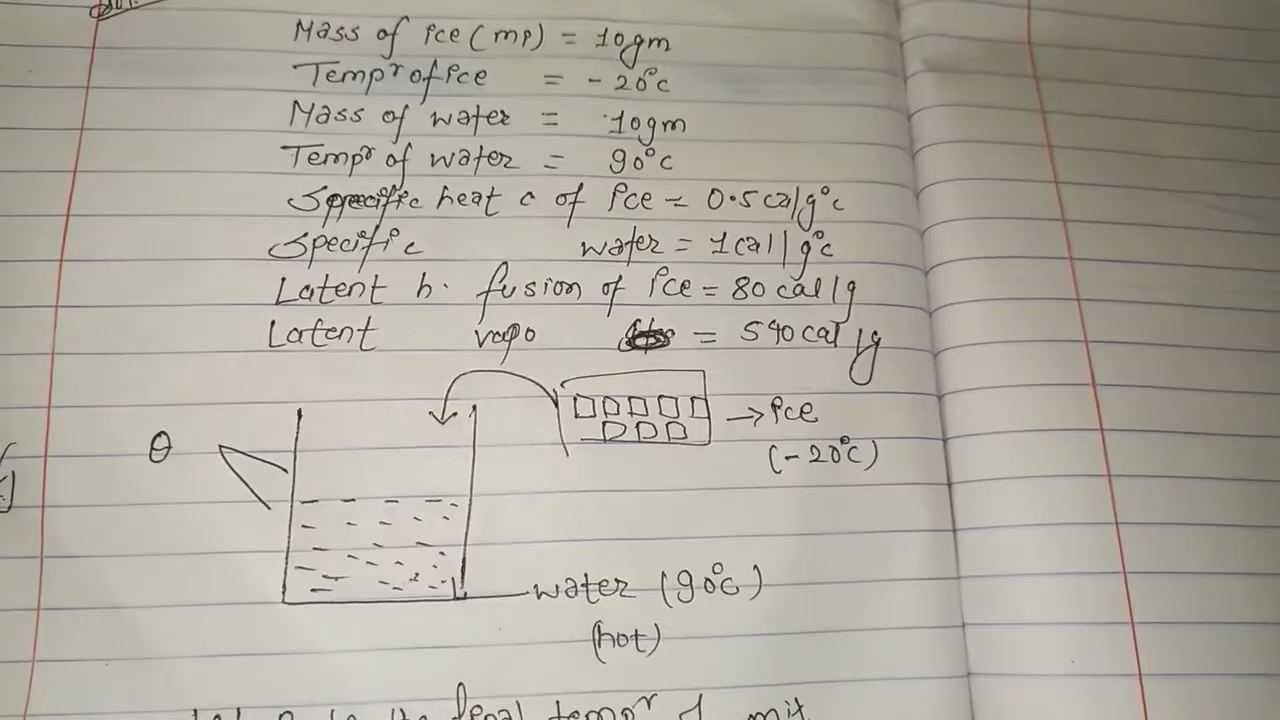 Mass of ice (mi) = 10gm
Tempr of ice = - 20°c
Mass of water = 10gm
Tempr of water = 90°c
Specific heat c of ice = 0.5 cal/g°c
Specific water = 1 cal/g°c
Latent h. fusion of ice = 80 cal/g
Latent vapo = 540 cal/g
→ ice
(-20°c)
θ
water (90°c)
(hot)
mix